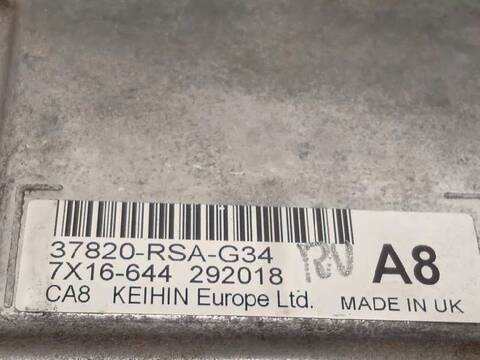 37820-RSA-G34
7X16-644 292018 A8
CA8 KEIHIN Europe Ltd. MADE IN UK